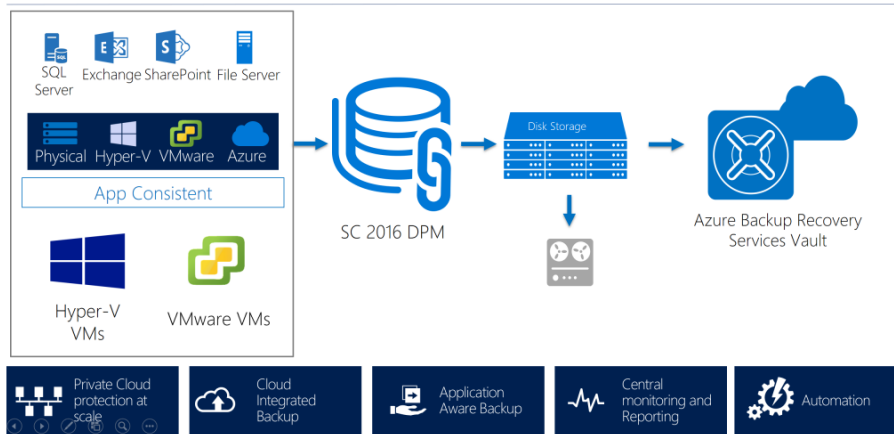 SQL
Server
Exchange
SharePoint
File Server
Physical
Hyper-V
VMware
Azure
App Consistent
Hyper-V
VMs
VMware VMs
SC 2016 DPM
Disk Storage
Azure Backup Recovery
Services Vault
Private Cloud
protection at
scale
Cloud
Integrated
Backup
Application
Aware Backup
Central
monitoring and
Reporting
Automation